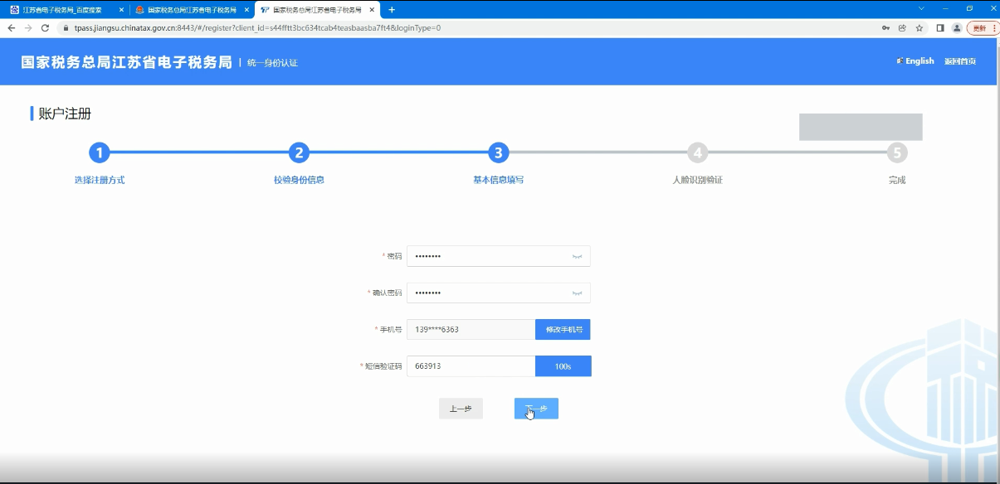 江苏省电子税务局_百度搜索
国家税务总局江苏省电子税务局
国家税务总局江苏省电子税务局
tpass.jiangsu.chinatax.gov.cn:8443/#/register?client_id=s44fftt3bc634tcab4teasbaasba7ft4&loginType=0
更新
国家税务总局江苏省电子税务局 | 统一身份认证
English 返回首页
账户注册
1 2 3 4 5
选择注册方式 校验身份信息 基本信息填写 人脸识别验证 完成
* 密码 ••••••••
* 确认密码 ••••••••
* 手机号 139****6363 修改手机号
* 短信验证码 663913 100s
上一步 下一步